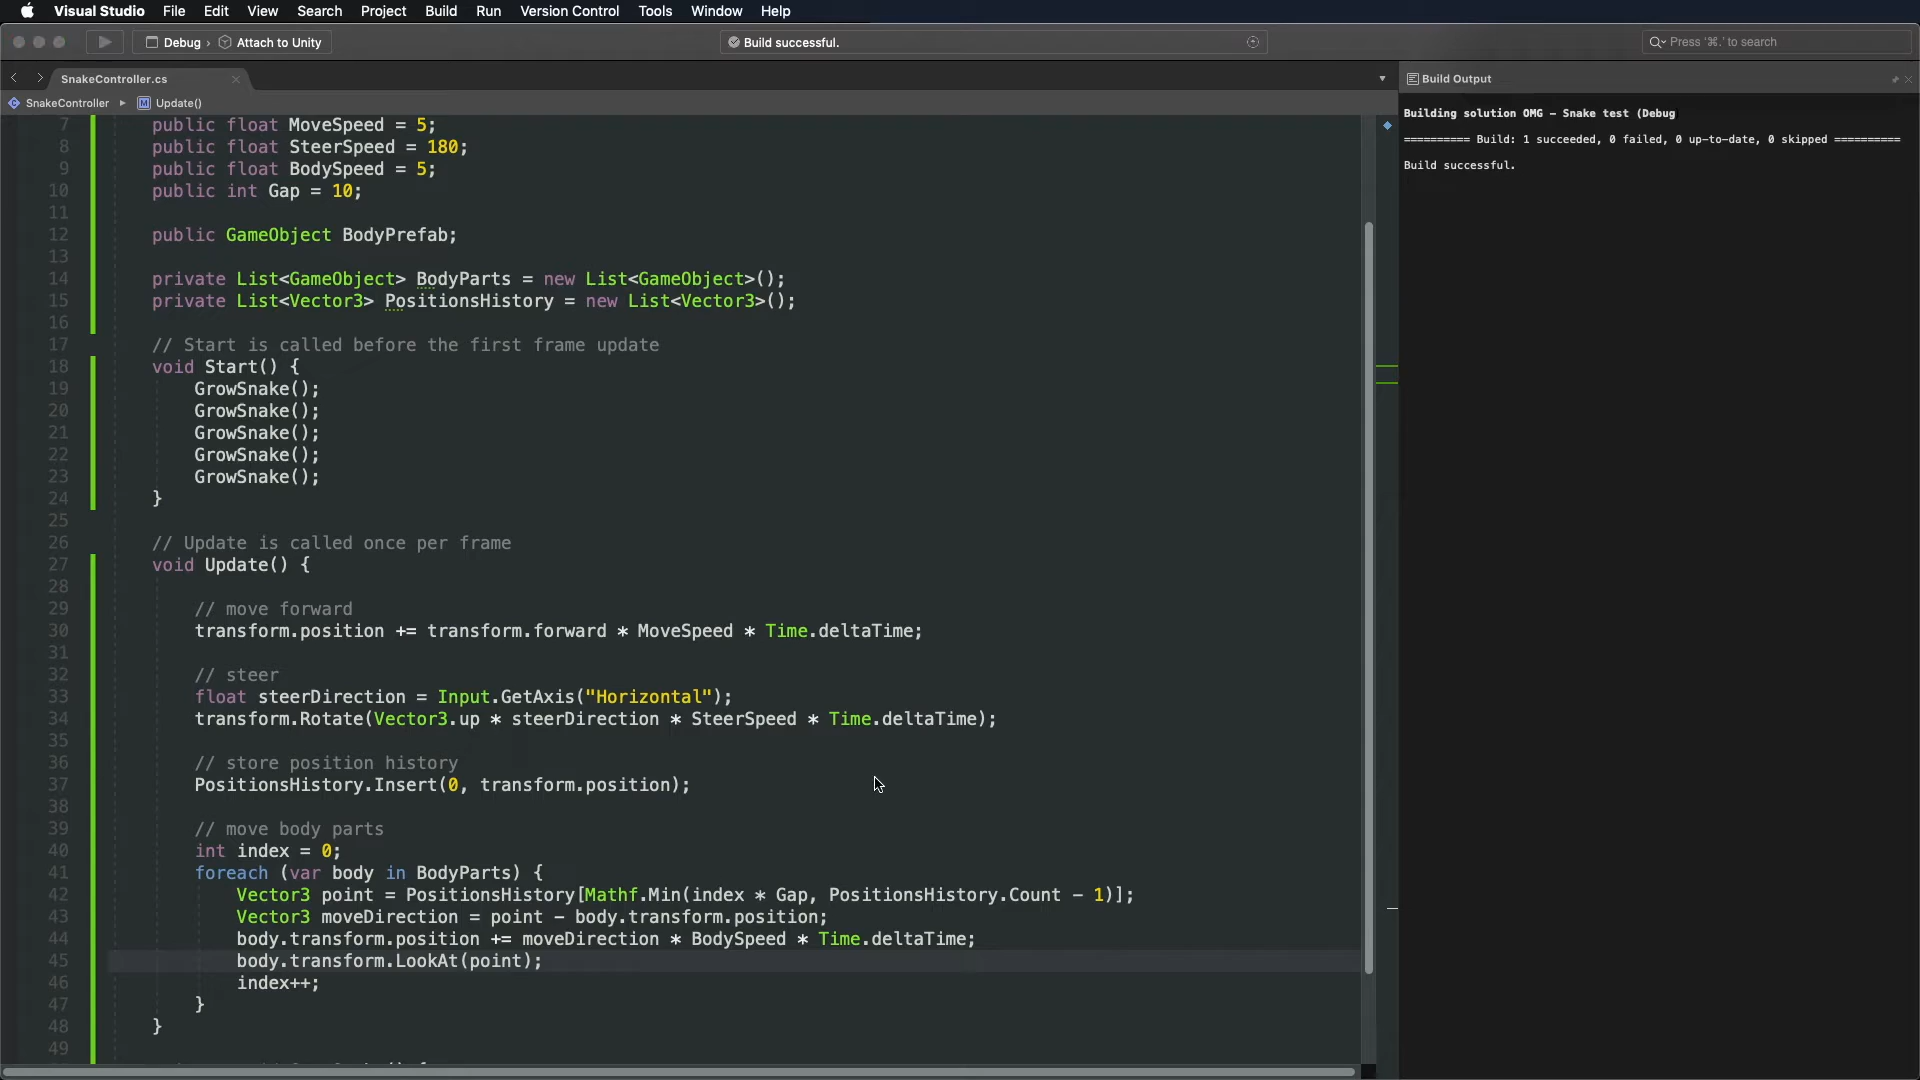 Visual Studio File Edit View Search Project Build Run Version Control Tools Window Help
Debug › Attach to Unity
Build successful.
Press '⌘.' to search
SnakeController.cs
SnakeController ▸ M Update()
7 public float MoveSpeed = 5;
8 public float SteerSpeed = 180;
9 public float BodySpeed = 5;
10 public int Gap = 10;
11
12 public GameObject BodyPrefab;
13
14 private List<GameObject> BodyParts = new List<GameObject>();
15 private List<Vector3> PositionsHistory = new List<Vector3>();
16
17 // Start is called before the first frame update
18 void Start() {
19 GrowSnake();
20 GrowSnake();
21 GrowSnake();
22 GrowSnake();
23 GrowSnake();
24 }
25
26 // Update is called once per frame
27 void Update() {
28
29 // move forward
30 transform.position += transform.forward * MoveSpeed * Time.deltaTime;
31
32 // steer
33 float steerDirection = Input.GetAxis("Horizontal");
34 transform.Rotate(Vector3.up * steerDirection * SteerSpeed * Time.deltaTime);
35
36 // store position history
37 PositionsHistory.Insert(0, transform.position);
38
39 // move body parts
40 int index = 0;
41 foreach (var body in BodyParts) {
42 Vector3 point = PositionsHistory[Mathf.Min(index * Gap, PositionsHistory.Count - 1)];
43 Vector3 moveDirection = point - body.transform.position;
44 body.transform.position += moveDirection * BodySpeed * Time.deltaTime;
45 body.transform.LookAt(point);
46 index++;
47 }
48 }
49
Build Output
Building solution OMG - Snake test (Debug
========== Build: 1 succeeded, 0 failed, 0 up-to-date, 0 skipped ==========
Build successful.